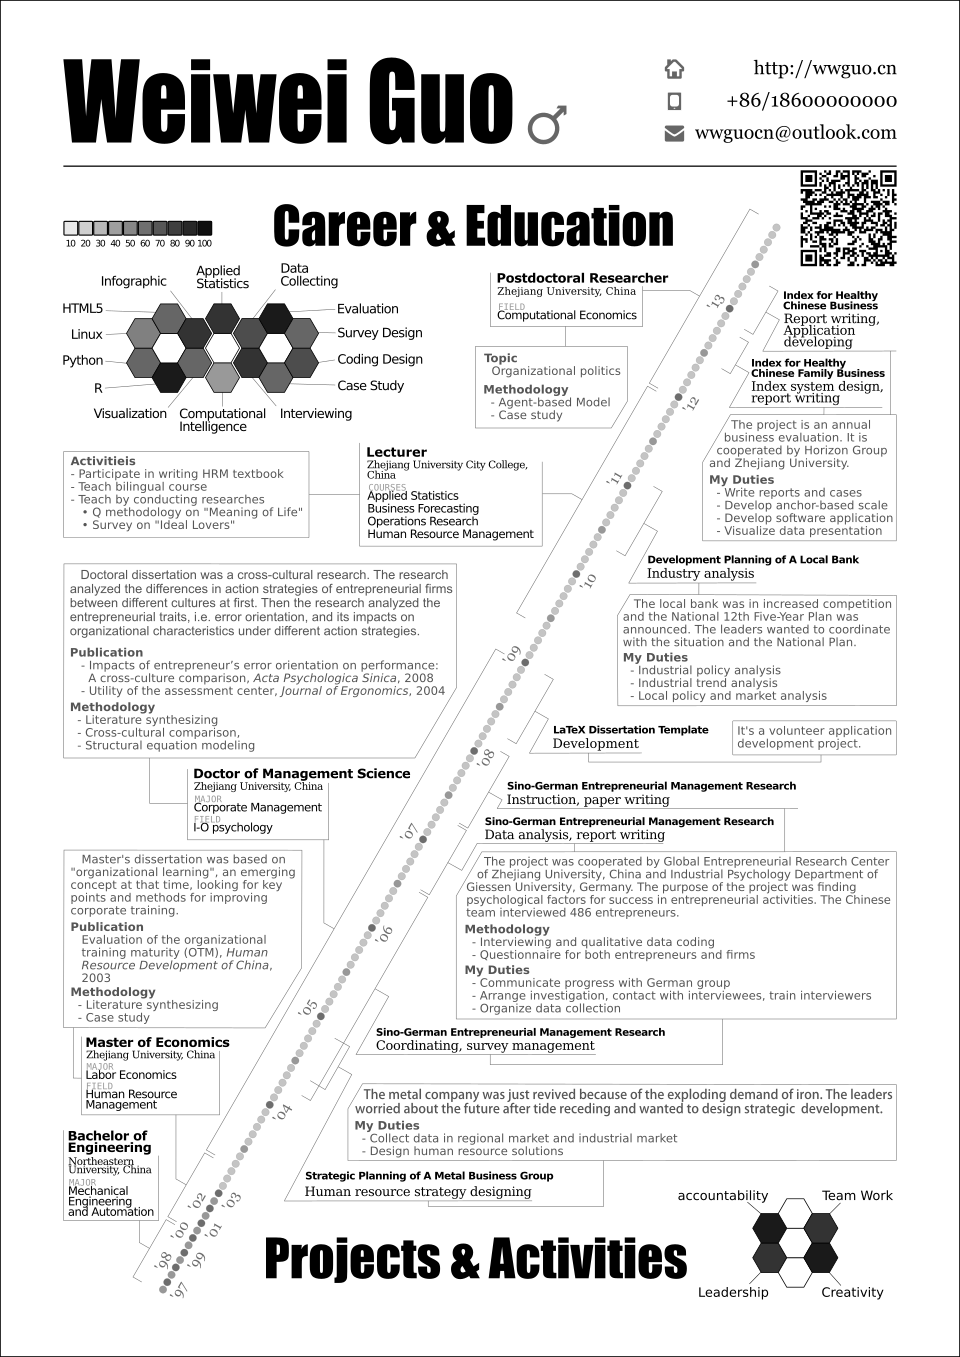 Weiwei Guo
http://wwguo.cn
+86/18600000000
wwguocn@outlook.com
Career & Education
10 20 30 40 50 60 70 80 90 100
Infographic
Applied
Statistics
Data
Collecting
HTML5
Linux
Python
R
Evaluation
Survey Design
Coding Design
Case Study
Visualization
Computational
Intelligence
Interviewing
Postdoctoral Researcher
Zhejiang University, China
FIELD
Computational Economics
Topic
Organizational politics
Methodology
- Agent-based Model
- Case study
Lecturer
Zhejiang University City College,
China
COURSES
Applied Statistics
Business Forecasting
Operations Research
Human Resource Management
Activitieis
- Participate in writing HRM textbook
- Teach bilingual course
- Teach by conducting researches
• Q methodology on "Meaning of Life"
• Survey on "Ideal Lovers"
Doctoral dissertation was a cross-cultural research. The research
analyzed the differences in action strategies of entrepreneurial firms
between different cultures at first. Then the research analyzed the
entrepreneurial traits, i.e. error orientation, and its impacts on
organizational characteristics under different action strategies.
Publication
- Impacts of entrepreneur's error orientation on performance:
A cross-culture comparison, Acta Psychologica Sinica, 2008
- Utility of the assessment center, Journal of Ergonomics, 2004
Methodology
- Literature synthesizing
- Cross-cultural comparison,
- Structural equation modeling
Doctor of Management Science
Zhejiang University, China
MAJOR
Corporate Management
FIELD
I-O psychology
Master's dissertation was based on
"organizational learning", an emerging
concept at that time, looking for key
points and methods for improving
corporate training.
Publication
Evaluation of the organizational
training maturity (OTM), Human
Resource Development of China,
2003
Methodology
- Literature synthesizing
- Case study
Master of Economics
Zhejiang University, China
MAJOR
Labor Economics
FIELD
Human Resource
Management
Bachelor of
Engineering
Northeastern
University, China
MAJOR
Mechanical
Engineering
and Automation
'13
'12
'11
'10
'09
'08
'07
'06
'05
'04
'03
'02
'01
'00
'99
'98
'97
Index for Healthy
Chinese Business
Report writing,
Application
developing
Index for Healthy
Chinese Family Business
Index system design,
report writing
The project is an annual
business evaluation. It is
cooperated by Horizon Group
and Zhejiang University.
My Duties
- Write reports and cases
- Develop anchor-based scale
- Develop software application
- Visualize data presentation
Development Planning of A Local Bank
Industry analysis
The local bank was in increased competition
and the National 12th Five-Year Plan was
announced. The leaders wanted to coordinate
with the situation and the National Plan.
My Duties
- Industrial policy analysis
- Industrial trend analysis
- Local policy and market analysis
LaTeX Dissertation Template
Development
It's a volunteer application
development project.
Sino-German Entrepreneurial Management Research
Instruction, paper writing
Sino-German Entrepreneurial Management Research
Data analysis, report writing
The project was cooperated by Global Entrepreneurial Research Center
of Zhejiang University, China and Industrial Psychology Department of
Giessen University, Germany. The purpose of the project was finding
psychological factors for success in entrepreneurial activities. The Chinese
team interviewed 486 entrepreneurs.
Methodology
- Interviewing and qualitative data coding
- Questionnaire for both entrepreneurs and firms
My Duties
- Communicate progress with German group
- Arrange investigation, contact with interviewees, train interviewers
- Organize data collection
Sino-German Entrepreneurial Management Research
Coordinating, survey management
The metal company was just revived because of the exploding demand of iron. The leaders
worried about the future after tide receding and wanted to design strategic development.
My Duties
- Collect data in regional market and industrial market
- Design human resource solutions
Strategic Planning of A Metal Business Group
Human resource strategy designing
accountability
Team Work
Leadership
Creativity
Projects & Activities